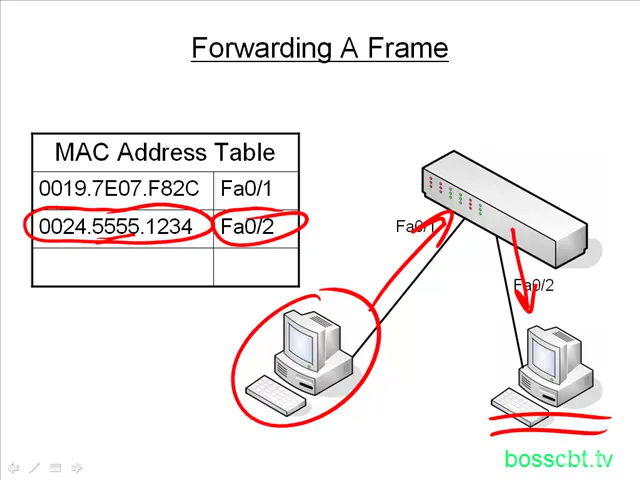 Forwarding A Frame
MAC Address Table
0019.7E07.F82C Fa0/1
0024.5555.1234 Fa0/2
Fa0/1
Fa0/2
bosscbt.tv